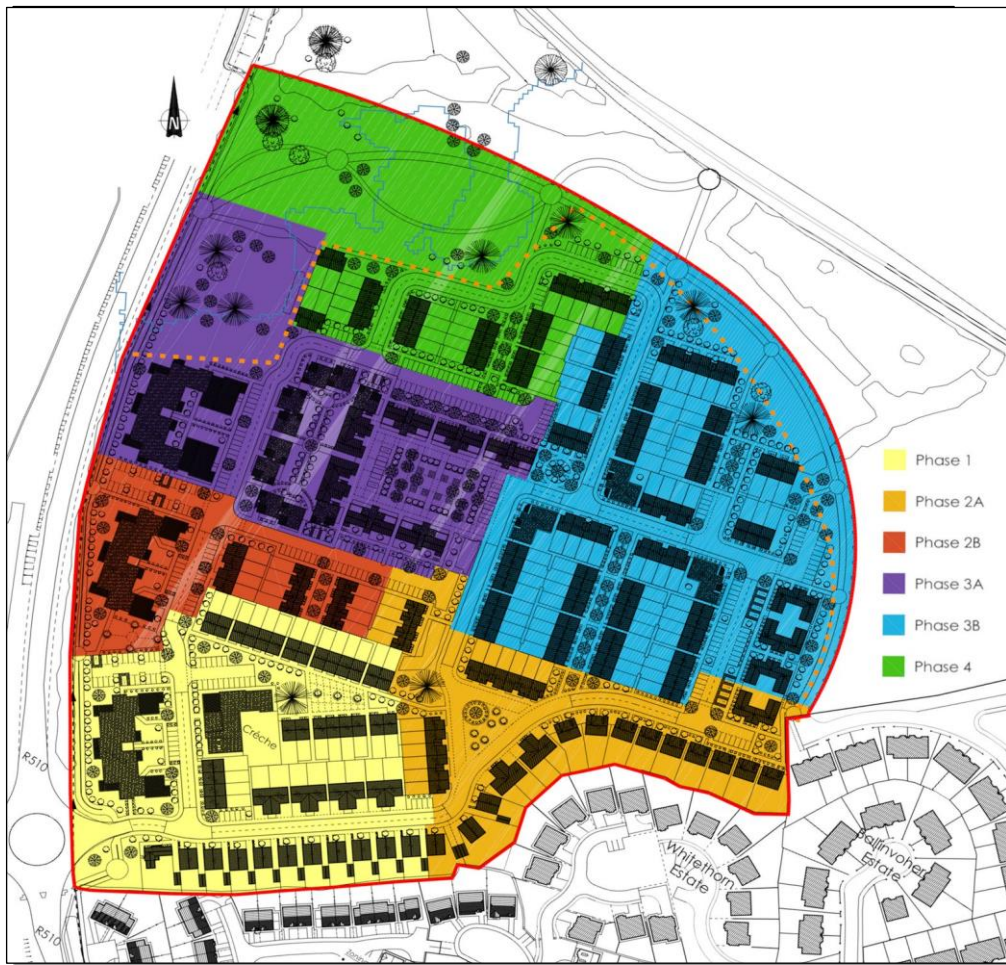 N
Phase 1
Phase 2A
Phase 2B
Phase 3A
Phase 3B
Phase 4
Crèche
R510
Whitethorn
Estate
Ballinvoher
Estate
R510